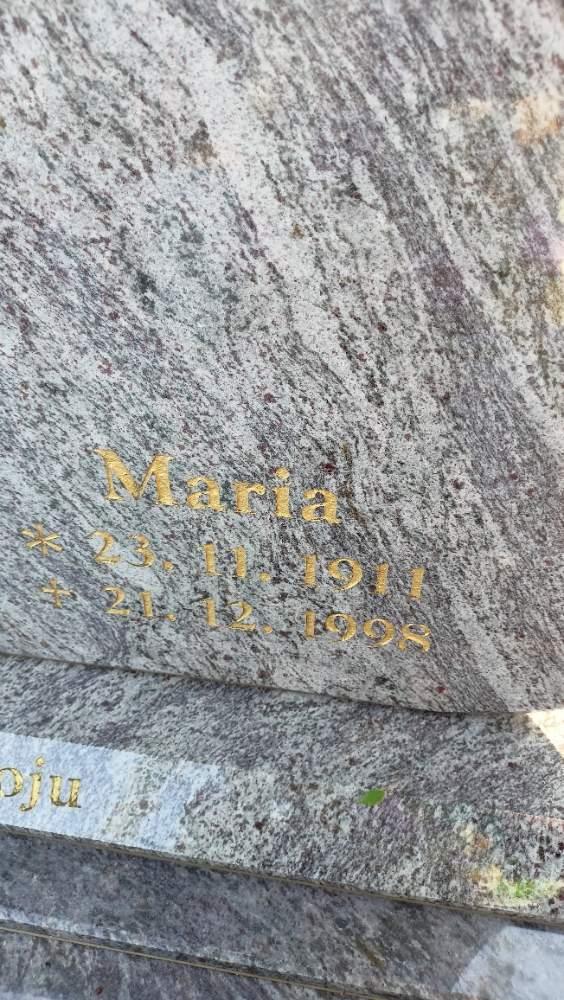 Maria
* 23. 11. 1911
+ 21. 12. 1998
oju